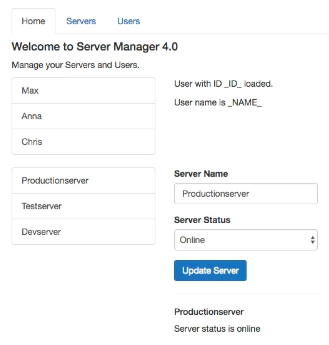 Home Servers Users
Welcome to Server Manager 4.0
Manage your Servers and Users.
Max
Anna
Chris
User with ID _ID_ loaded.
User name is _NAME_
Productionserver
Testserver
Devserver
Server Name
Productionserver
Server Status
Online
Update Server
Productionserver
Server status is online